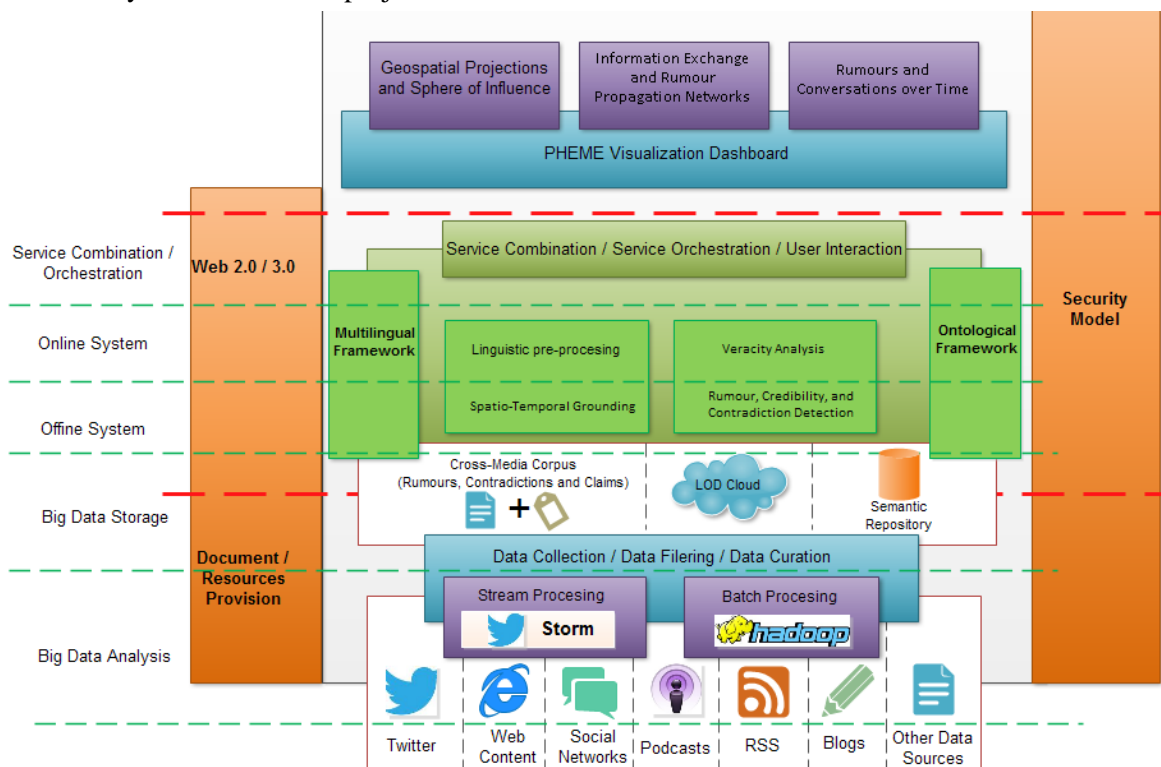 Geospatial Projections
and Sphere of Influence
Information Exchange
and Rumour
Propagation Networks
Rumours and
Conversations over Time
PHEME Visualization Dashboard
Service Combination /
Orchestration
Web 2.0 / 3.0
Service Combination / Service Orchestration / User Interaction
Security
Model
Online System
Multilingual
Framework
Linguistic pre-procesing
Veracity Analysis
Ontological
Framework
Spatio-Temporal Grounding
Rumour, Credibility, and
Contradiction Detection
Offine System
Cross-Media Corpus
(Rumours, Contradictions and Claims)
+
LOD Cloud
Semantic
Repository
Big Data Storage
Document /
Resources
Provision
Data Collection / Data Filering / Data Curation
Stream Procesing
Storm
Batch Procesing
hadoop
Big Data Analysis
Twitter
Web
Content
Social
Networks
Podcasts
RSS
Blogs
Other Data
Sources